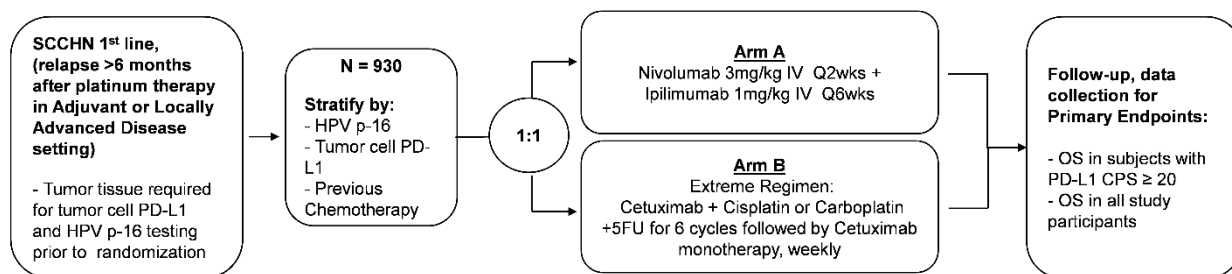 SCCHN 1st line,
(relapse >6 months
after platinum therapy
in Adjuvant or Locally
Advanced Disease
setting)
- Tumor tissue required
for tumor cell PD-L1
and HPV p-16 testing
prior to randomization
N = 930
Stratify by:
- HPV p-16
- Tumor cell PD-
L1
- Previous
Chemotherapy
1:1
Arm A
Nivolumab 3mg/kg IV Q2wks +
Ipilimumab 1mg/kg IV Q6wks
Arm B
Extreme Regimen:
Cetuximab + Cisplatin or Carboplatin
+5FU for 6 cycles followed by Cetuximab
monotherapy, weekly
Follow-up, data
collection for
Primary Endpoints:
- OS in subjects with
PD-L1 CPS ≥ 20
- OS in all study
participants